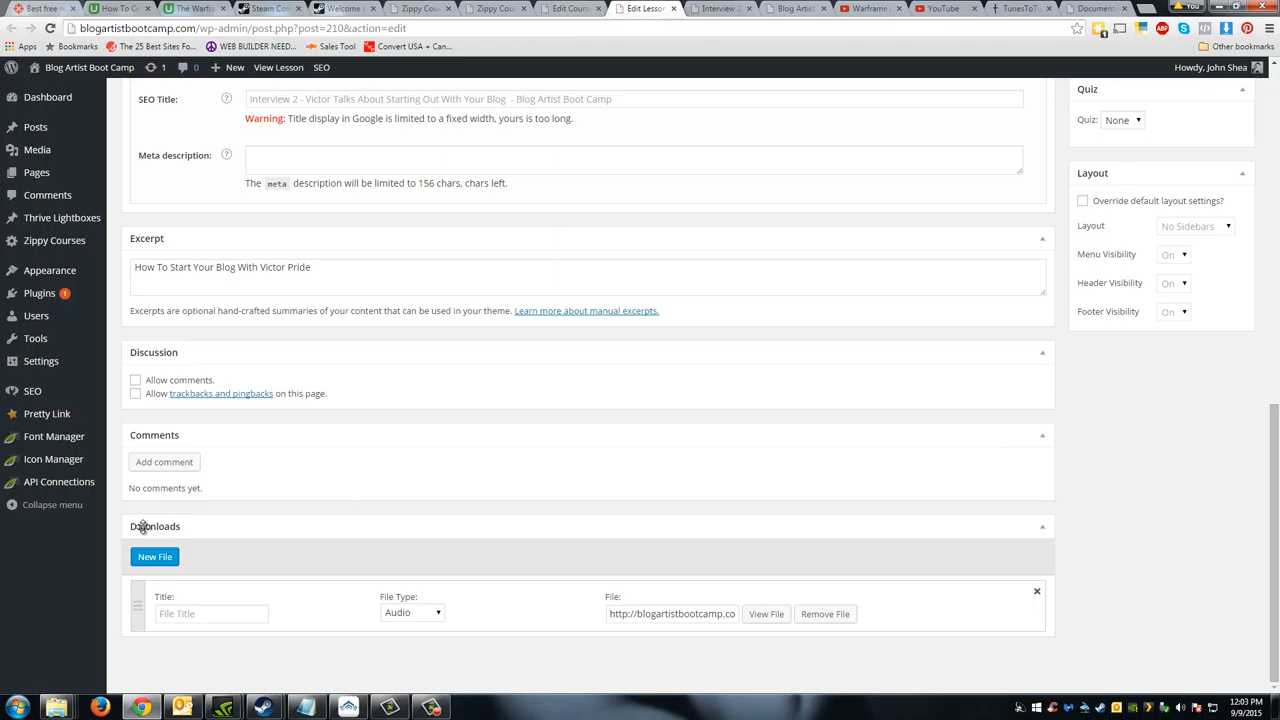 Best free r
How To C
The Warfr
Steam Con
Welcome t
Zippy Cou
Zippy Cou
Edit Coun
Edit Lesson
Interview 2
Blog Artist
Warframe
YouTube
TunesToTu
Document
You
blogartistbootcamp.com/wp-admin/post.php?post=210&action=edit
Apps
Bookmarks
The 25 Best Sites For
WEB BUILDER NEE...
Sales Tool
Convert USA + Can...
Other bookmarks
Blog Artist Boot Camp
1
0
New
View Lesson
SEO
Howdy, John Shea
Dashboard
Posts
Media
Pages
Comments
Thrive Lightboxes
Zippy Courses
Appearance
Plugins 1
Users
Tools
Settings
SEO
Pretty Link
Font Manager
Icon Manager
API Connections
Collapse menu
SEO Title:
Interview 2 - Victor Talks About Starting Out With Your Blog - Blog Artist Boot Camp
Warning: Title display in Google is limited to a fixed width, yours is too long.
Meta description:
The meta description will be limited to 156 chars, chars left.
Excerpt
How To Start Your Blog With Victor Pride
Excerpts are optional hand-crafted summaries of your content that can be used in your theme. Learn more about manual excerpts.
Discussion
Allow comments.
Allow trackbacks and pingbacks on this page.
Comments
Add comment
No comments yet.
Downloads
New File
Title:
File Title
File Type:
Audio
File:
http://blogartistbootcamp.co
View File
Remove File
Quiz
Quiz: None
Layout
Override default layout settings?
Layout
No Sidebars
Menu Visibility
On
Header Visibility
On
Footer Visibility
On
12:03 PM
9/9/2015